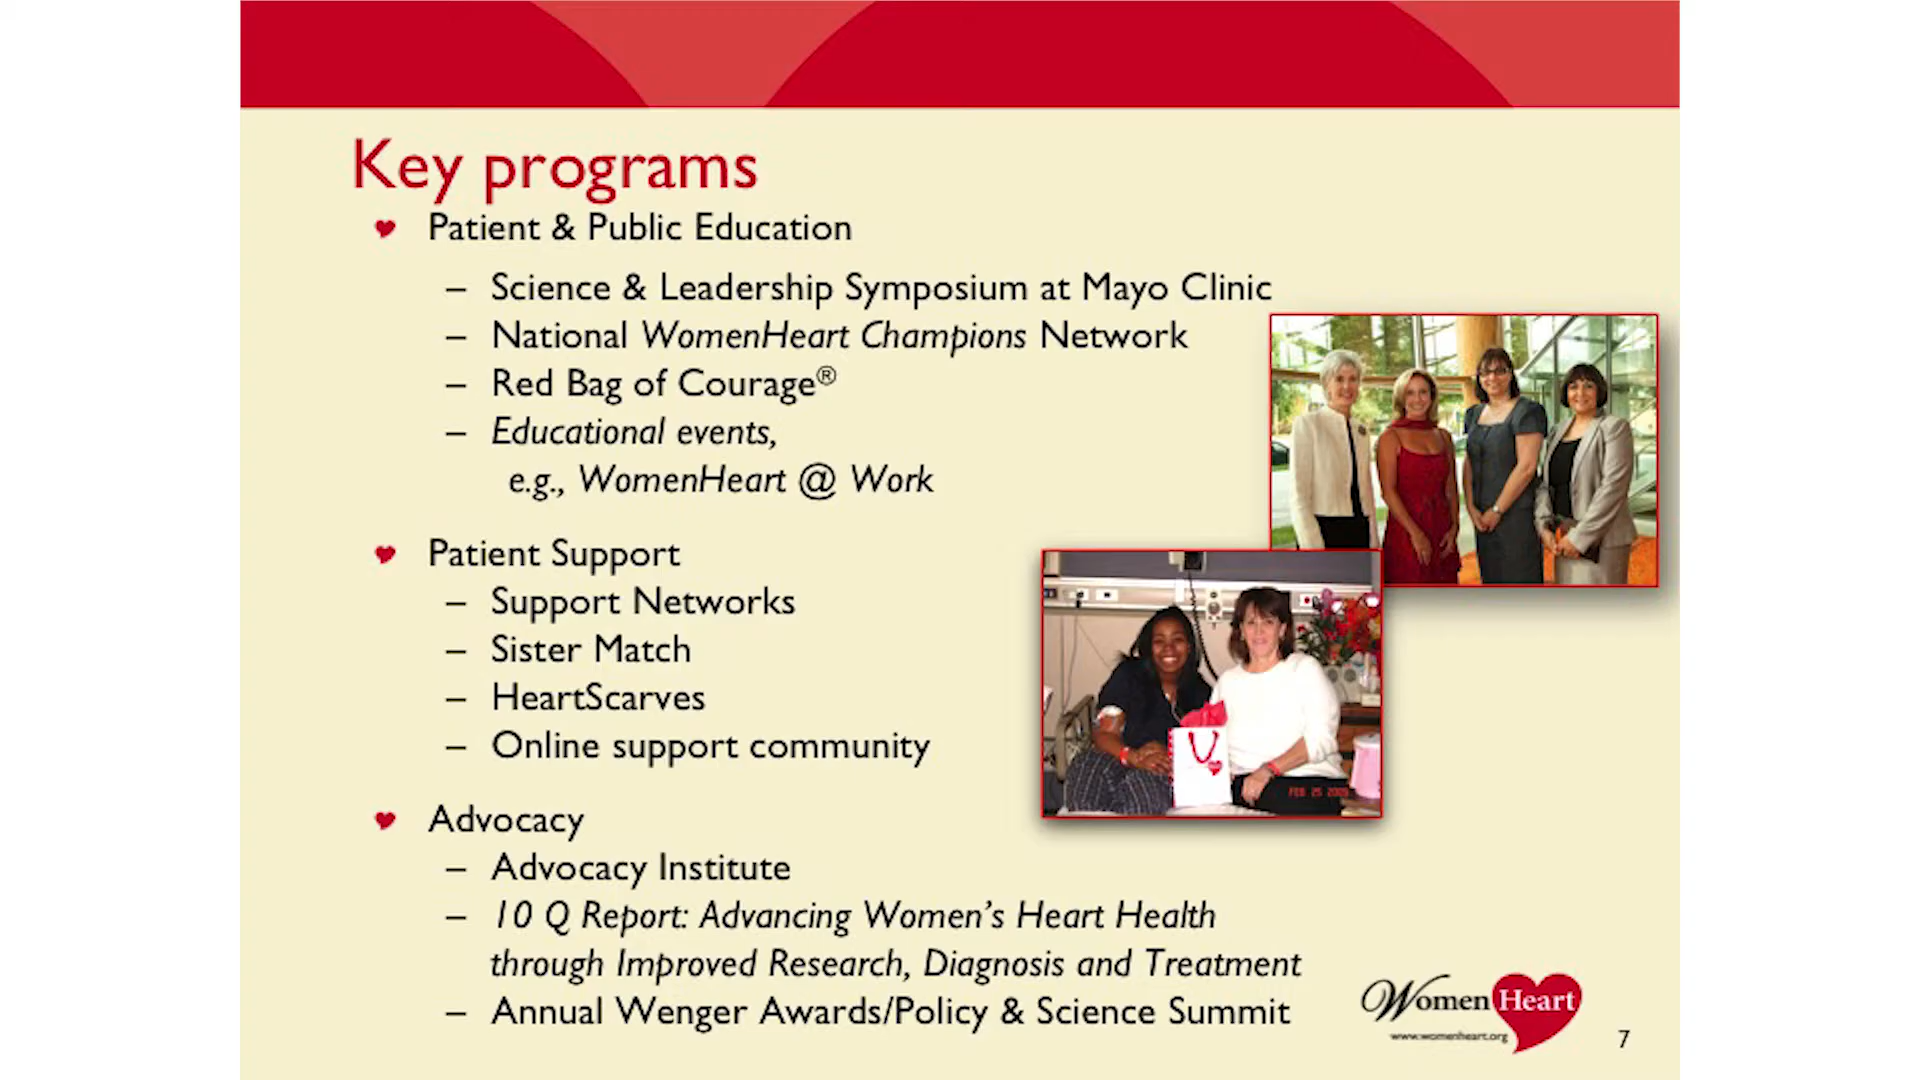 Key programs
Patient & Public Education
– Science & Leadership Symposium at Mayo Clinic
– National WomenHeart Champions Network
– Red Bag of Courage®
– Educational events,
e.g., WomenHeart @ Work
Patient Support
– Support Networks
– Sister Match
– HeartScarves
– Online support community
FEB 25 2009
Advocacy
– Advocacy Institute
– 10 Q Report: Advancing Women's Heart Health
through Improved Research, Diagnosis and Treatment
– Annual Wenger Awards/Policy & Science Summit
WomenHeart
www.womenheart.org
7